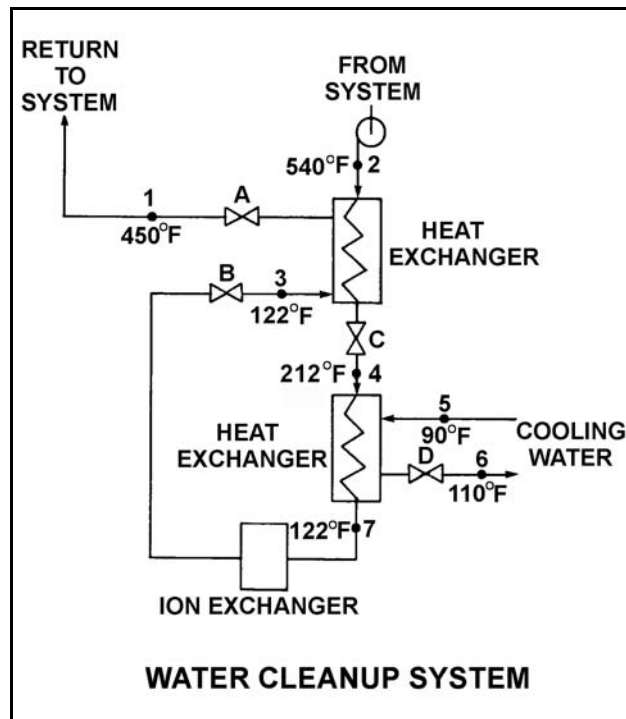 RETURN
TO
SYSTEM
FROM
SYSTEM
540°F 2
1
A
450°F
HEAT
EXCHANGER
B
3
122°F
C
212°F 4
HEAT
EXCHANGER
5
90°F
COOLING
WATER
D
6
110°F
122°F 7
ION EXCHANGER
WATER CLEANUP SYSTEM